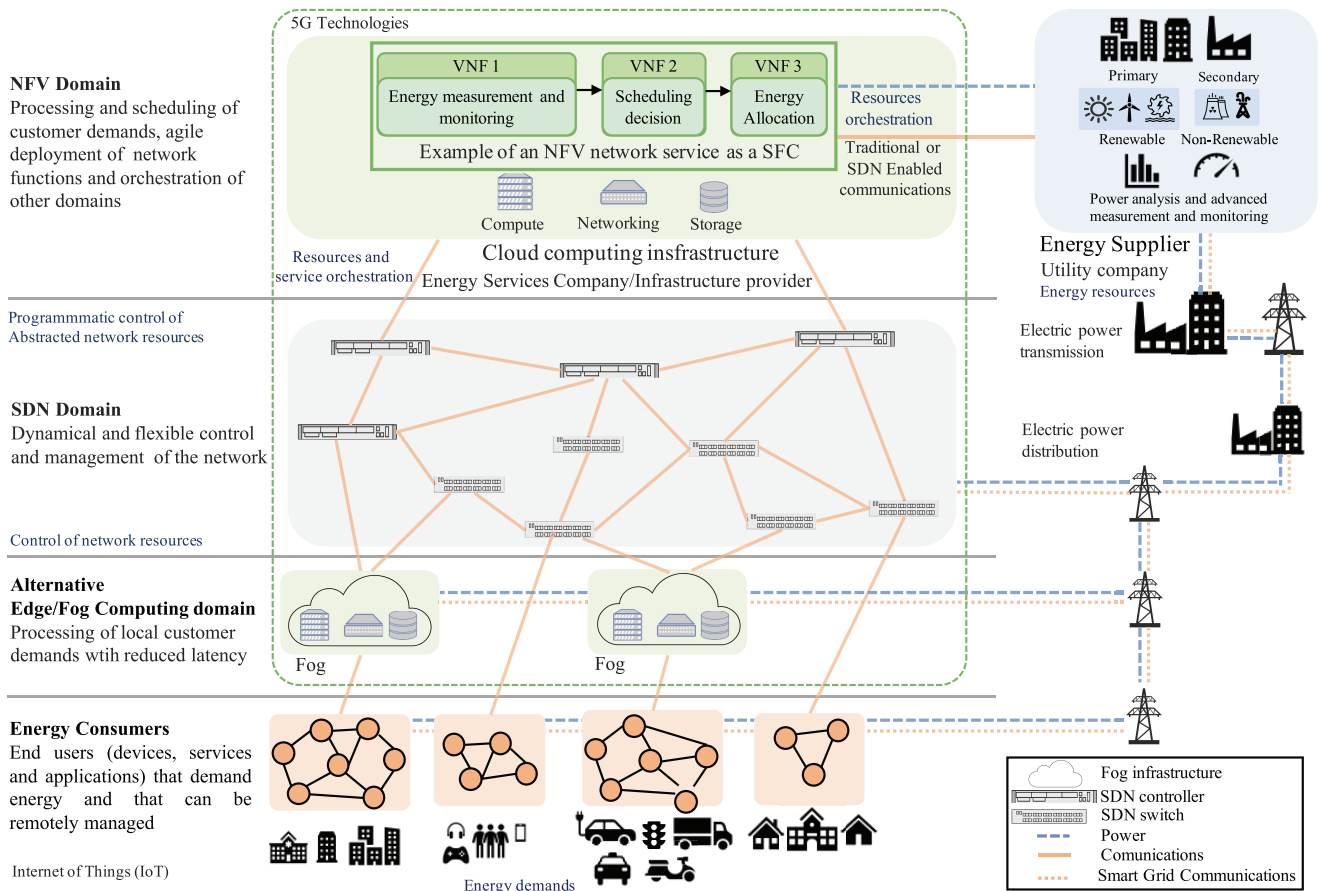 5G Technologies
NFV Domain
Processing and scheduling of
customer demands, agile
deployment of network
functions and orchestration of
other domains
VNF 1
Energy measurement and
monitoring
VNF 2
Scheduling
decision
VNF 3
Energy
Allocation
Example of an NFV network service as a SFC
Compute
Networking
Storage
Cloud computing insfrastructure
Energy Services Company/Infrastructure provider
Resources and
service orchestration
Resources
orchestration
Traditional or
SDN Enabled
communications
Primary
Secondary
Renewable
Non-Renewable
Power analysis and advanced
measurement and monitoring
Energy Supplier
Utility company
Energy resources
Electric power
transmission
Electric power
distribution
Programmmatic control of
Abstracted network resources
SDN Domain
Dynamical and flexible control
and management of the network
Control of network resources
Alternative
Edge/Fog Computing domain
Processing of local customer
demands wtih reduced latency
Fog
Fog
Energy Consumers
End users (devices, services
and applications) that demand
energy and that can be
remotely managed
Internet of Things (IoT)
Energy demands
Fog infrastructure
SDN controller
SDN switch
Power
Comunications
Smart Grid Communications